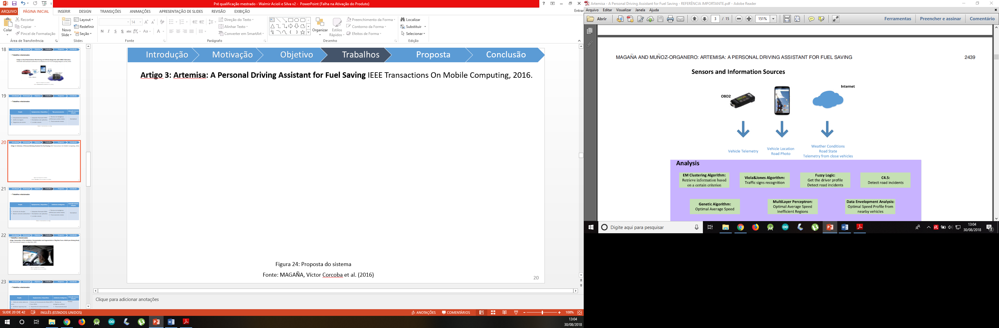 Pré qualificação mestrado - Walmir Acioli e Silva v2 - PowerPoint (Falha na Ativação do Produto)
ARQUIVO PÁGINA INICIAL INSERIR DESIGN TRANSIÇÕES ANIMAÇÕES APRESENTAÇÃO DE SLIDES REVISÃO EXIBIÇÃO Entrar
Colar
Recortar
Copiar
Pincel de Formatação
Área de Transferência
Novo
Slide
Layout
Redefinir
Seção
Slides
14
Fonte
Direção do Texto
Alinhar Texto
Converter em SmartArt
Parágrafo
Organizar
Estilos
Rápidos
Preenchimento da Forma
Contorno da Forma
Efeitos de Forma
Desenho
Localizar
Substituir
Selecionar
Edição
18
19
20
21
22
23
Introdução Motivação Objetivo Trabalhos Proposta Conclusão
Artigo 3: Artemisa: A Personal Driving Assistant for Fuel Saving IEEE Transactions On Mobile Computing, 2016.
Figura 24: Proposta do sistema
Fonte: MAGAÑA, Víctor Corcoba et al. (2016)
20
Clique para adicionar anotações
SLIDE 20 DE 42 INGLÊS (ESTADOS UNIDOS) ANOTAÇÕES COMENTÁRIOS 108%
13:04
30/08/2018
Artemisa - A Personal Driving Assistant for Fuel Saving - REFERÊNCIA IMPORTANTE.pdf - Adobe Reader
Arquivo Editar Visualizar Janela Ajuda
Abrir 3 / 15 151% Ferramentas Preencher e assinar Comentário
MAGAÑA AND MUÑOZ-ORGANERO: ARTEMISA: A PERSONAL DRIVING ASSISTANT FOR FUEL SAVING 2439
Sensors and Information Sources
OBD2
Internet
Vehicle Telemetry
Vehicle Location
Road Photo
Weather Conditions
Road State
Telemetry from close vehicles
Analysis
EM Clustering Algorithm:
Retrieve information based
on a certain criterion
Viola&Jones Algorithm:
Traffic signs recognition
Fuzzy Logic:
Get the driver profile
Detect road incidents
C4.5:
Detect road incidents
Genetic Algorithm:
Optimal Average Speed
MultiLayer Perceptron:
Optimal Average Speed
Inefficient Regions
Data Envelopment Analysis:
Optimal Speed Profile from
nearby vehicles
Digite aqui para pesquisar
13:04
30/08/2018
2